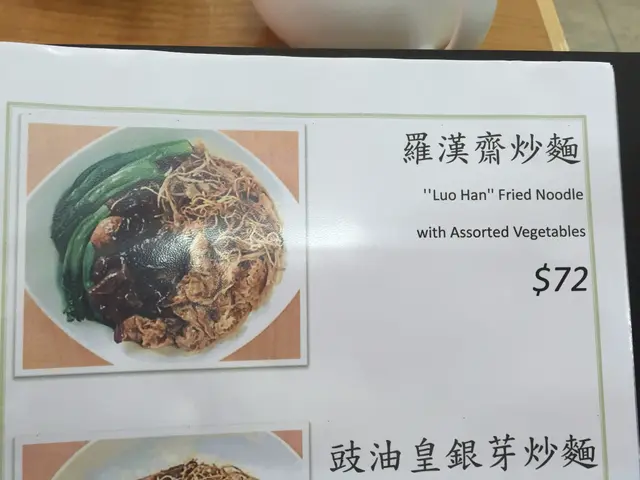 羅漢齋炒麵
"Luo Han" Fried Noodle
with Assorted Vegetables
$72
豉油皇銀芽炒麵